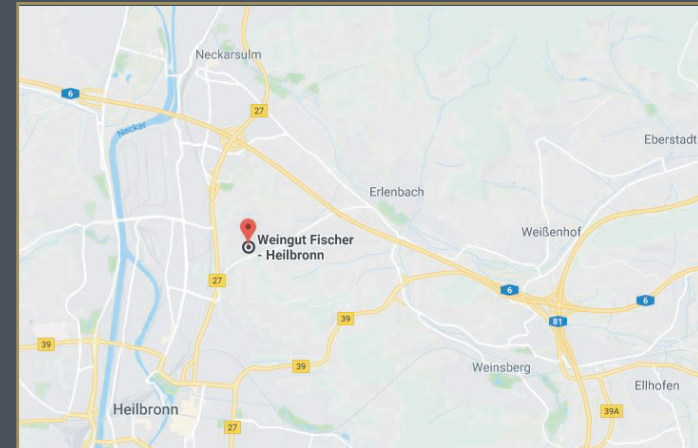 Neckarsulm
6
27
Neckar
Eberstadt
Erlenbach
Weißenhof
Weingut Fischer
- Heilbronn
27
6
6
81
39
39
39
Weinsberg
Ellhofen
Heilbronn
39A
27